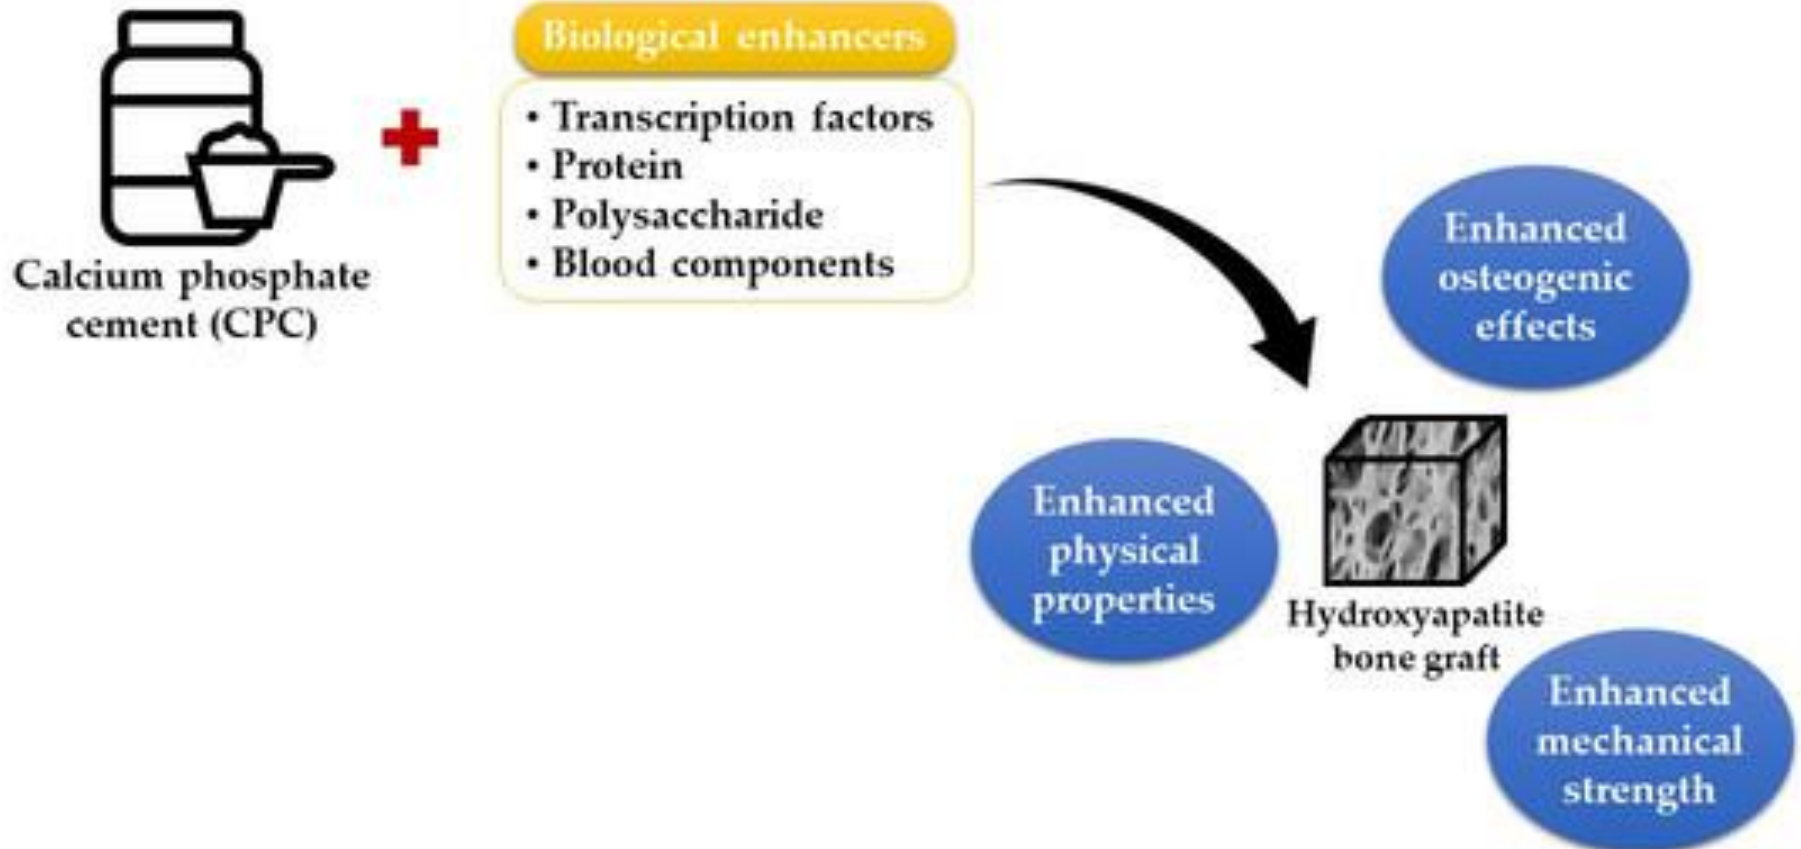 Calcium phosphate
cement (CPC)
Biological enhancers
• Transcription factors
• Protein
• Polysaccharide
• Blood components
Enhanced
osteogenic
effects
Enhanced
physical
properties
Hydroxyapatite
bone graft
Enhanced
mechanical
strength